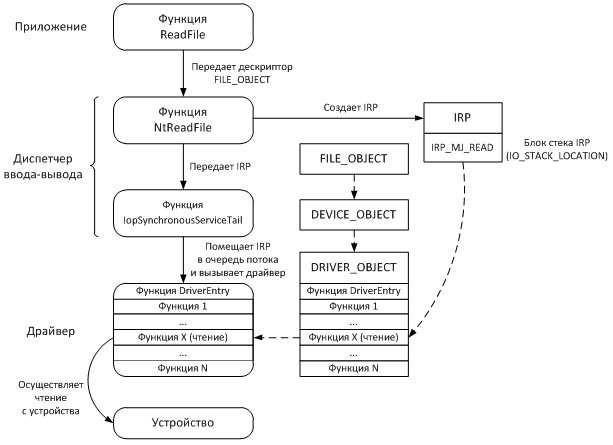 Приложение
Функция
ReadFile
Передает дескриптор
FILE_OBJECT
Диспетчер
ввода-вывода
Функция
NtReadFile
Создает IRP
IRP
IRP_MJ_READ
Блок стека IRP
(IO_STACK_LOCATION)
Передает IRP
FILE_OBJECT
Функция
IopSynchronousServiceTail
DEVICE_OBJECT
Помещает IRP
в очередь потока
и вызывает драйвер
DRIVER_OBJECT
Драйвер
Функция DriverEntry
Функция 1
...
Функция X (чтение)
...
Функция N
Функция DriverEntry
Функция 1
...
Функция X (чтение)
...
Функция N
Осуществляет
чтение
с устройства
Устройство